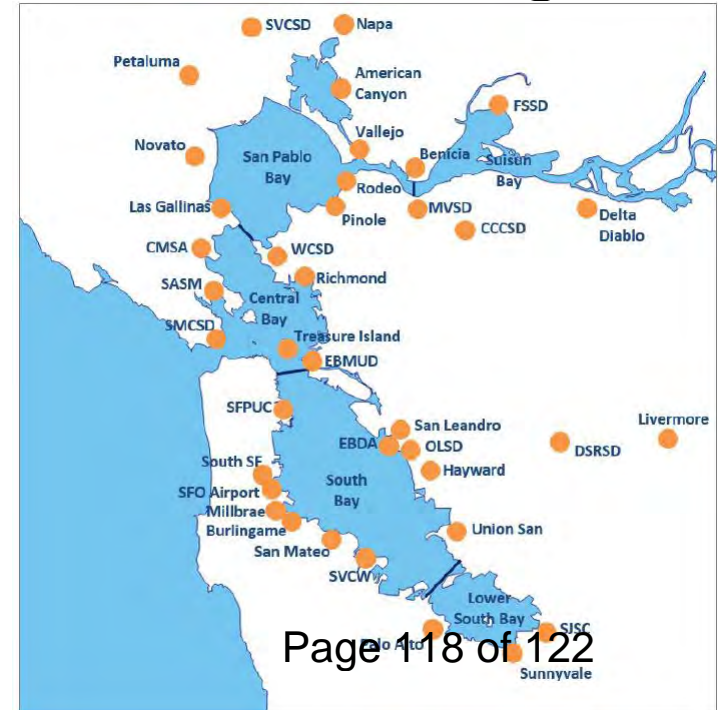 SVCSD
Napa
Petaluma
American
Canyon
FSSD
Vallejo
Novato
San Pablo
Bay
Benicia
Suisun
Bay
Rodeo
Las Gallinas
Pinole
MVSD
Delta
Diablo
CCCSD
CMSA
WCSD
Richmond
SASM
Central
Bay
SMCSD
Treasure Island
EBMUD
SFPUC
San Leandro
Livermore
EBDA
OLSD
DSRSD
South SF
Hayward
South
Bay
SFO Airport
Millbrae
Burlingame
Union San
San Mateo
SVCW
Lower
South Bay
SJSC
Palo Alto
Page 118 of 122
Sunnyvale